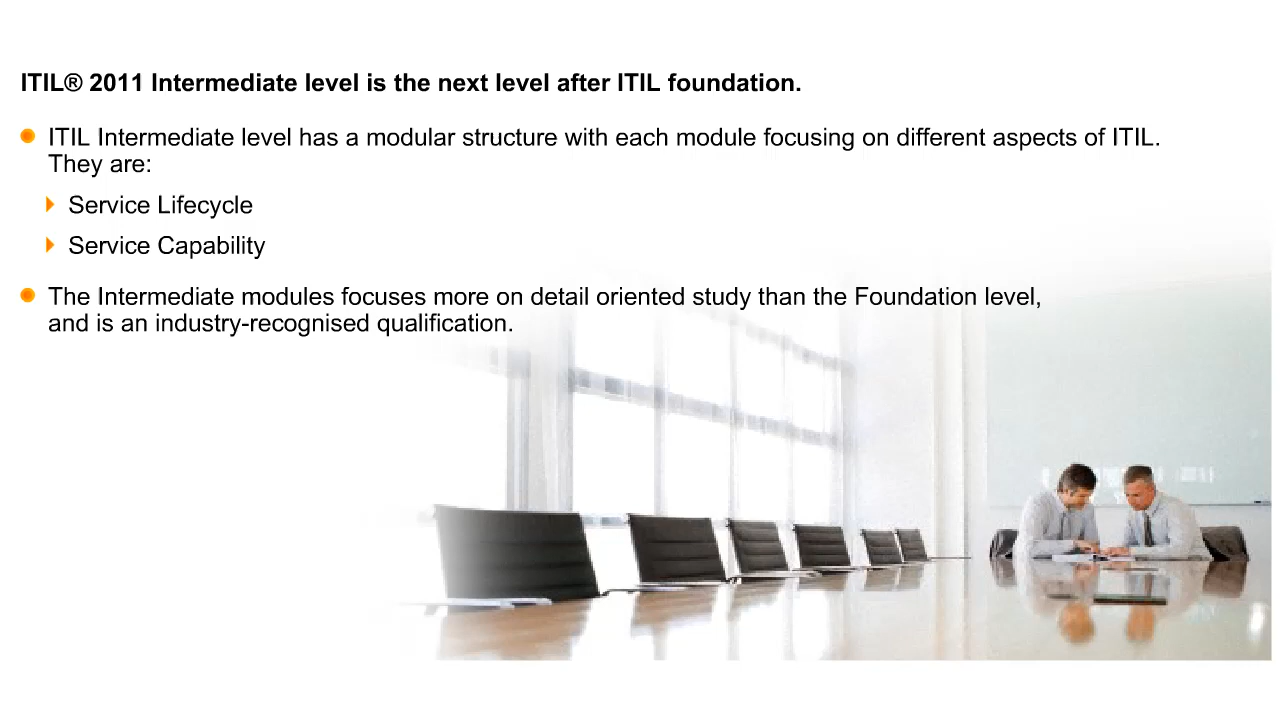 ITIL® 2011 Intermediate level is the next level after ITIL foundation.
ITIL Intermediate level has a modular structure with each module focusing on different aspects of ITIL.
They are:
Service Lifecycle
Service Capability
The Intermediate modules focuses more on detail oriented study than the Foundation level,
and is an industry-recognised qualification.